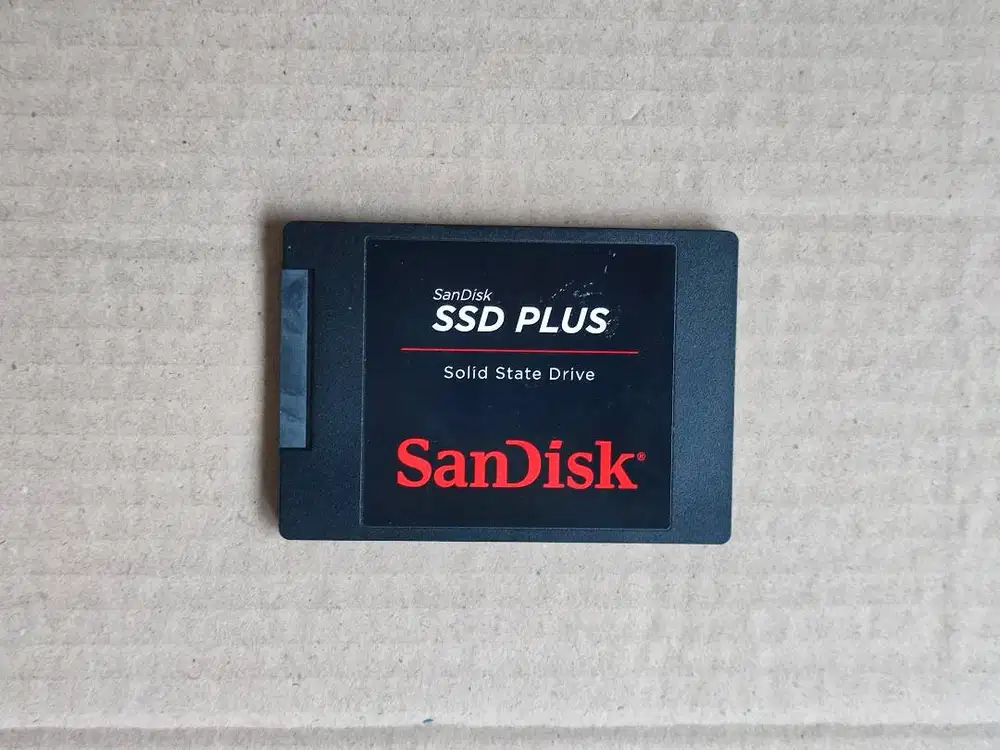 SanDisk
SSD PLUS
Solid State Drive
SanDisk®